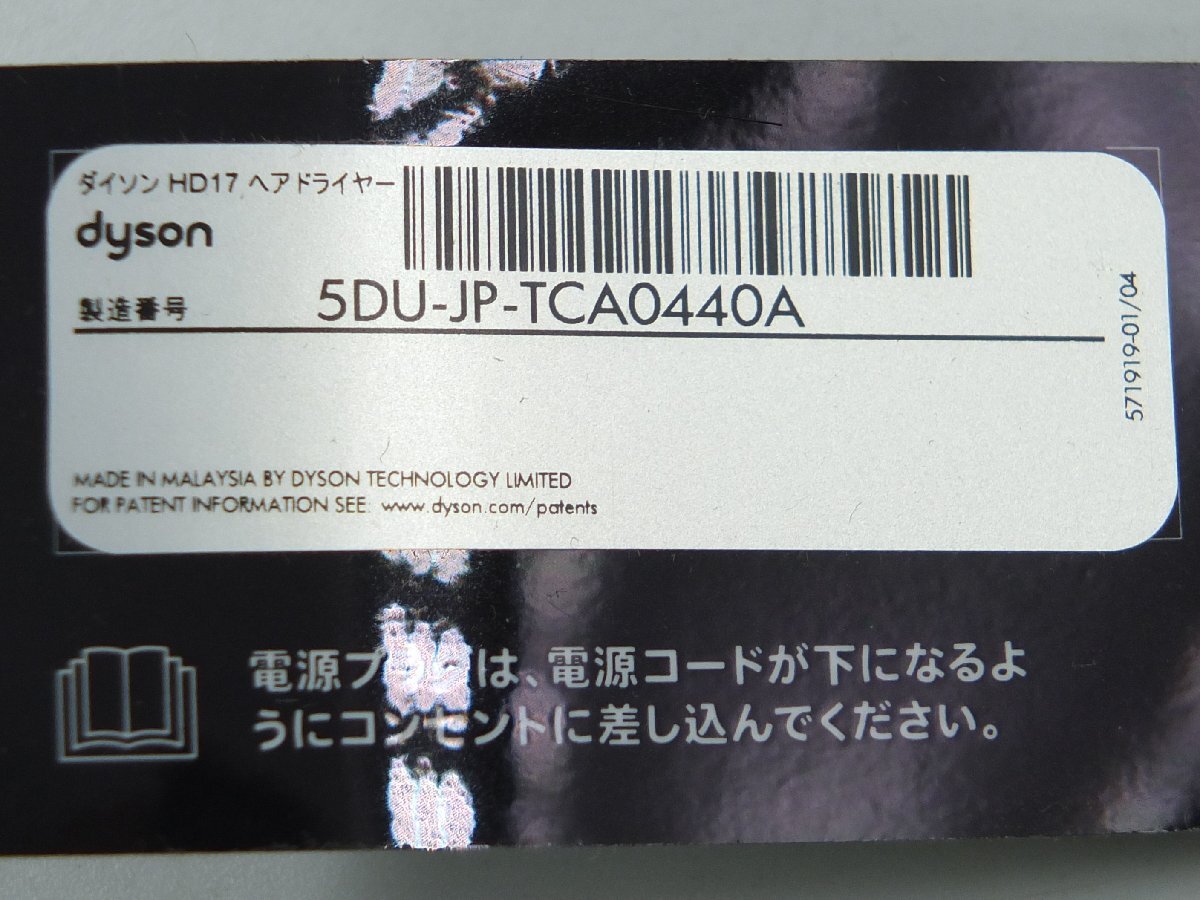 ダイソン HD17 ヘアドライヤー
dyson
製造番号 5DU-JP-TCA0440A
571919-01/04
MADE IN MALAYSIA BY DYSON TECHNOLOGY LIMITED
FOR PATENT INFORMATION SEE: www.dyson.com/patents
電源プラグは、電源コードが下になるよ
うにコンセントに差し込んでください。